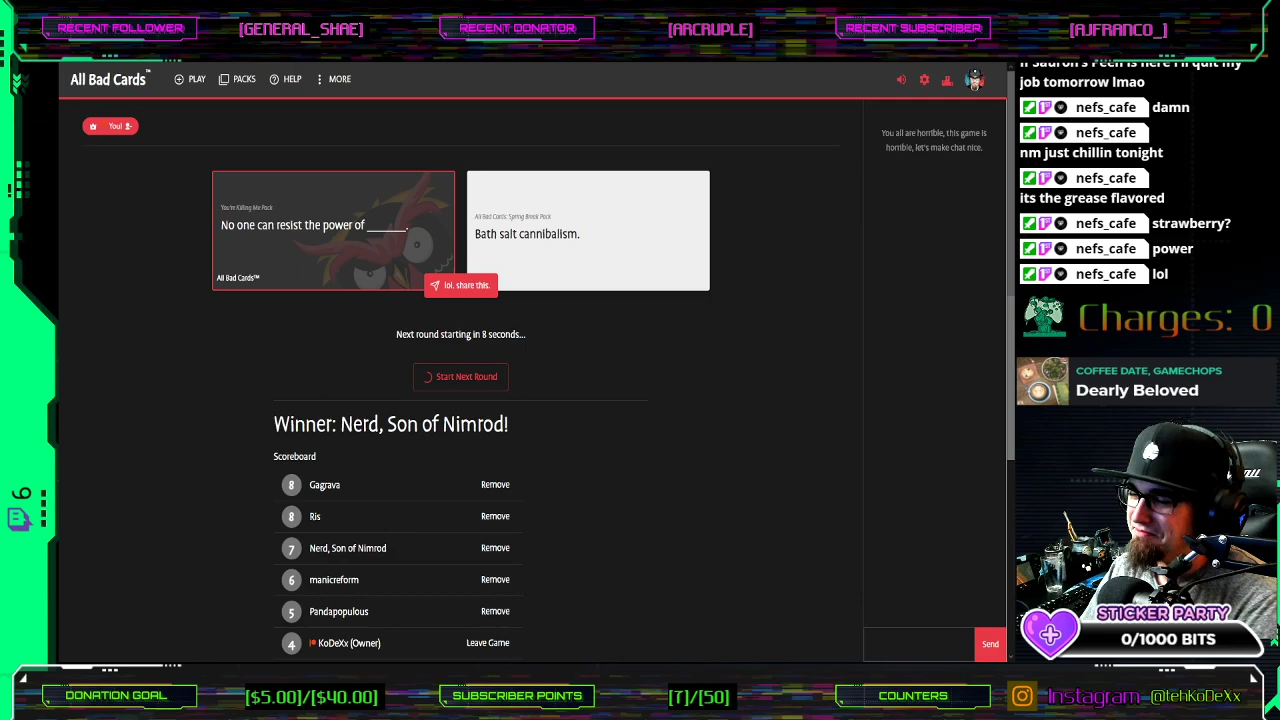 RECENT FOLLOWER
[GENERAL_SHAE]
RECENT DONATOR
[ARCRUPLE]
RECENT SUBSCRIBER
[AJFRANCO_]
All Bad Cards™
PLAY
PACKS
HELP
MORE
You!
You're Killing Me Pack
No one can resist the power of ______.
All Bad Cards™
All Bad Cards: Spring Break Pack
Bath salt cannibalism.
lol. share this.
Next round starting in 8 seconds...
Start Next Round
Winner: Nerd, Son of Nimrod!
Scoreboard
8 Gagrava Remove
8 Ris Remove
7 Nerd, Son of Nimrod Remove
6 manicreform Remove
5 Pandapopulous Remove
4 KoDeXx (Owner) Leave Game
You all are horrible, this game is
horrible, let's make chat nice.
Send
job tomorrow lmao
nefs_cafe damn
nefs_cafe
nm just chillin tonight
nefs_cafe
its the grease flavored
nefs_cafe strawberry?
nefs_cafe power
nefs_cafe lol
Charges: 0
COFFEE DATE, GAMECHOPS
Dearly Beloved
STICKER PARTY
0/1000 BITS
6
DONATION GOAL
[$5.00]/[$40.00]
SUBSCRIBER POINTS
[7]/[50]
COUNTERS
Instagram @tehKoDeXx